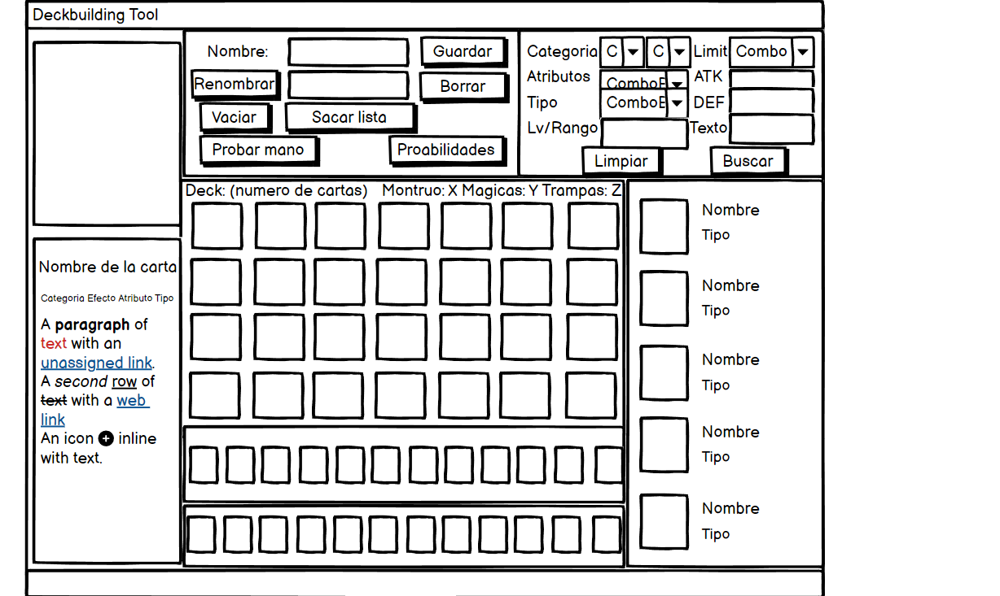 Deckbuilding Tool
Nombre:
Guardar
Renombrar
Borrar
Vaciar
Sacar lista
Probar mano
Proabilidades
Categoria
C
C
Limit
Combo
Atributos
ComboB
ATK
Tipo
ComboB
DEF
Lv/Rango
Texto
Limpiar
Buscar
Nombre de la carta
Categoria Efecto Atributo Tipo
A paragraph of
text with an
unassigned link.
A second row of
text with a web
link
An icon inline
with text.
Deck: (numero de cartas) Montruo: X Magicas: Y Trampas: Z
Nombre
Tipo
Nombre
Tipo
Nombre
Tipo
Nombre
Tipo
Nombre
Tipo